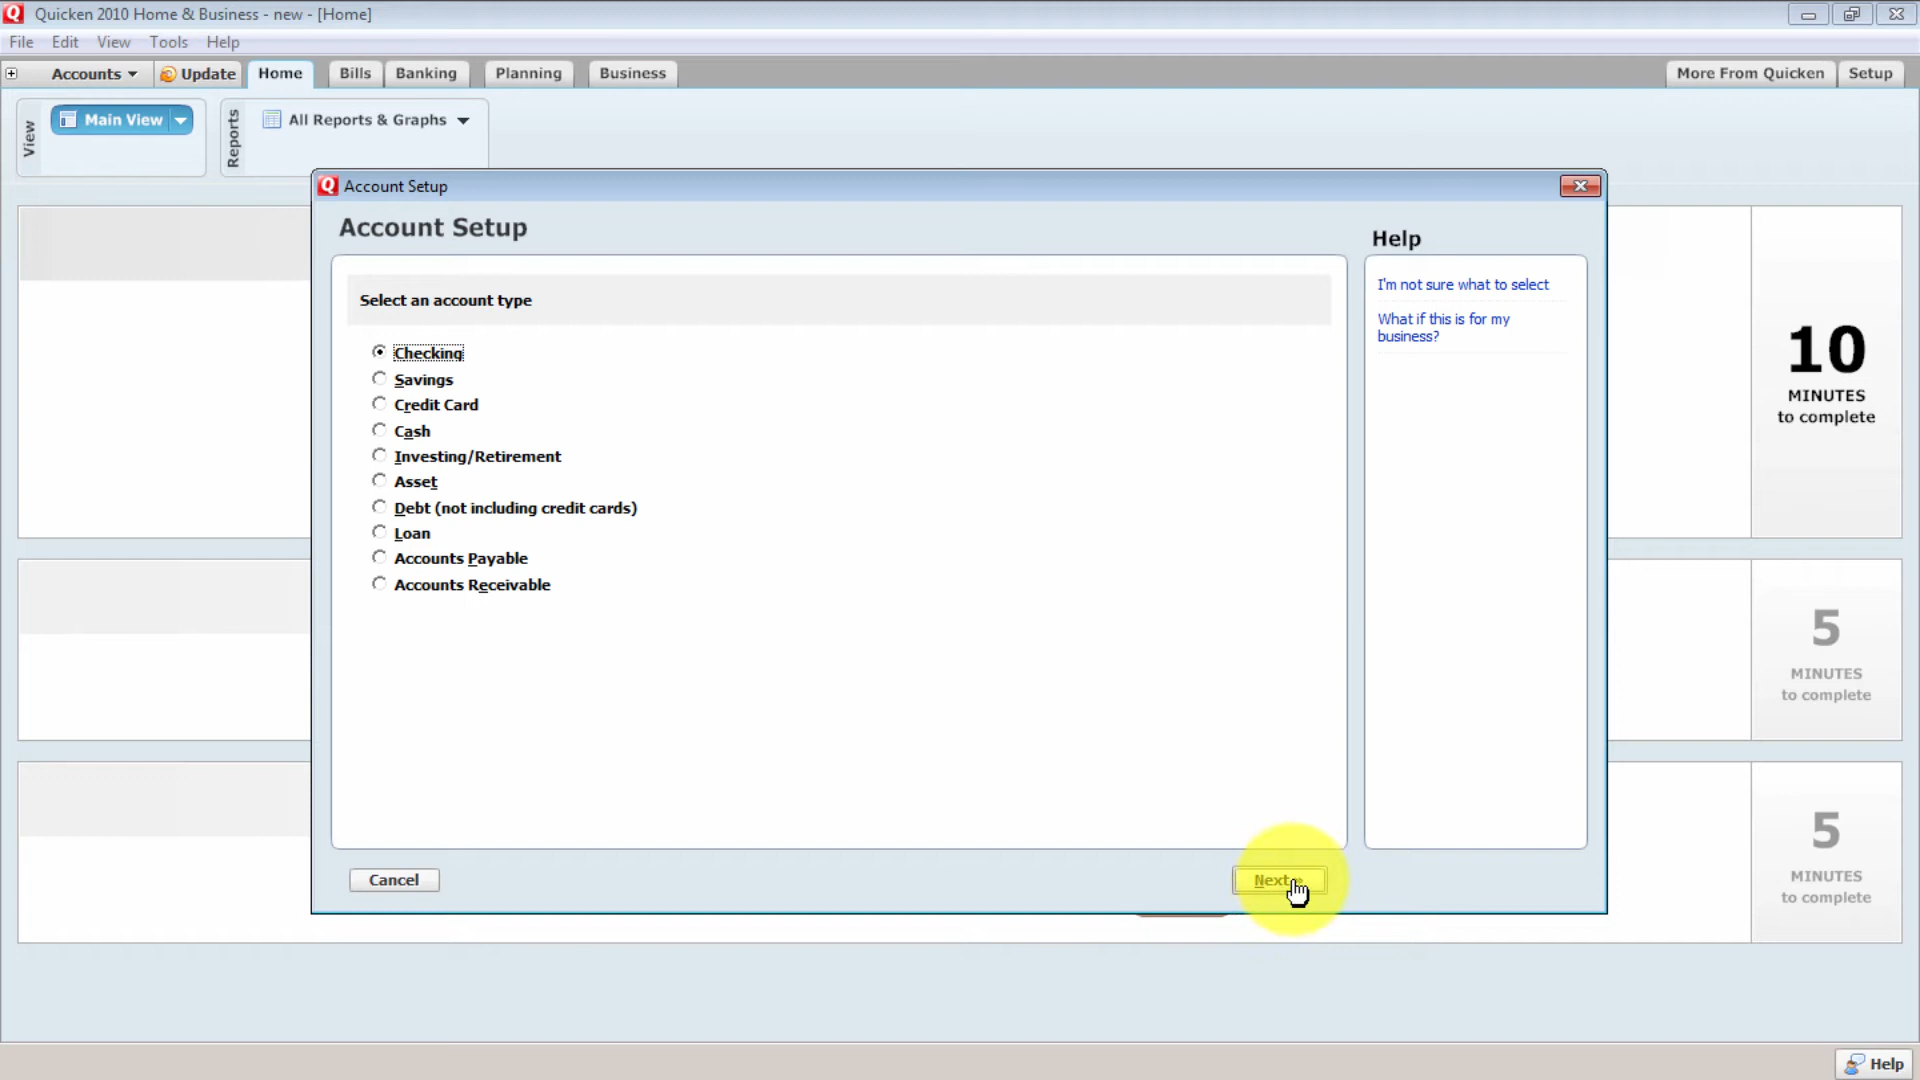 Quicken 2010 Home & Business - new - [Home]
File Edit View Tools Help
Accounts Update Home Bills Banking Planning Business More From Quicken Setup
View Main View Reports All Reports & Graphs
Account Setup
Account Setup
Help
Select an account type
I'm not sure what to select
What if this is for my
business?
Checking
Savings
Credit Card
Cash
Investing/Retirement
Asset
Debt (not including credit cards)
Loan
Accounts Payable
Accounts Receivable
10
MINUTES
to complete
5
MINUTES
to complete
5
MINUTES
to complete
Cancel
Next
Help